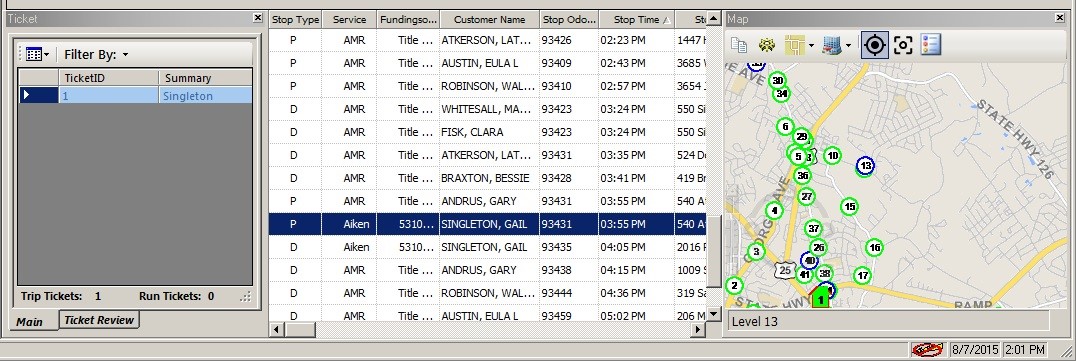 Ticket
Filter By:
TicketID Summary
1 Singleton
Trip Tickets: 1 Run Tickets: 0
Main Ticket Review
Stop Type Service Fundingso... Customer Name Stop Odo... Stop Time
P AMR Title ... ATKERSON, LAT... 93426 02:23 PM 1447
P AMR Title ... AUSTIN, EULA L 93409 02:43 PM 3685
P AMR Title ... ROBINSON, WAL... 93410 02:57 PM 3654
D AMR Title ... WHITESALL, MA... 93423 03:24 PM 550
D AMR Title ... FISK, CLARA 93423 03:24 PM 550
D AMR Title ... ATKERSON, LAT... 93431 03:35 PM 524
D AMR Title ... BRAXTON, BESSIE 93428 03:41 PM 419
P AMR Title ... ANDRUS, GARY 93431 03:55 PM 540
P Aiken 5310... SINGLETON, GAIL 93431 03:55 PM 540
D Aiken 5310... SINGLETON, GAIL 93435 04:05 PM 2016
D AMR Title ... ANDRUS, GARY 93438 04:15 PM 1009
D AMR Title ... ROBINSON, WAL... 93444 04:36 PM 319
D AMR Title ... AUSTIN, EULA L 93459 05:02 PM 206
Map
30
34
6
29
5
10
13
36
27
4
15
37
3
26
16
40
25
41
38
17
2
1
STATE HWY 126
GEORGE AVE
STATE HWY
RAMP
Level 13
8/7/2015 2:01 PM